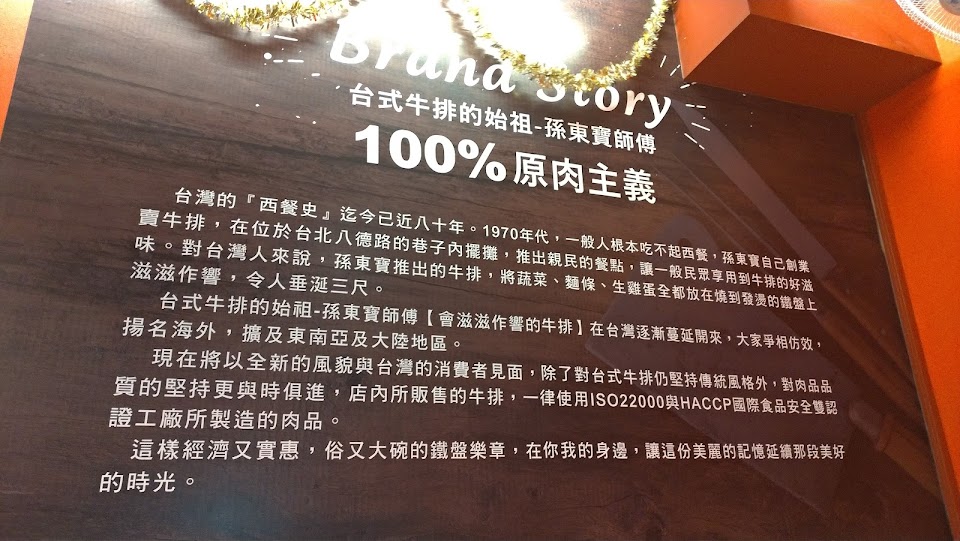 Brand Story
台式牛排的始祖-孫東寶師傅
100%原肉主義
台灣的『西餐史』迄今已近八十年。1970年代，一般人根本吃不起西餐，孫東寶自己創業
賣牛排，在位於台北八德路的巷子內擺攤，推出親民的餐點，讓一般民眾享用到牛排的好滋
味。對台灣人來說，孫東寶推出的牛排，將蔬菜、麵條、生雞蛋全都放在燒到發燙的鐵盤上
滋滋作響，令人垂涎三尺。
台式牛排的始祖-孫東寶師傅【會滋滋作響的牛排】在台灣逐漸蔓延開來，大家爭相仿效，
揚名海外，擴及東南亞及大陸地區。
現在將以全新的風貌與台灣的消費者見面，除了對台式牛排仍堅持傳統風格外，對肉品品
質的堅持更與時俱進，店內所販售的牛排，一律使用ISO22000與HACCP國際食品安全雙認
證工廠所製造的肉品。
這樣經濟又實惠，俗又大碗的鐵盤樂章，在你我的身邊，讓這份美麗的記憶延續那段美好
的時光。